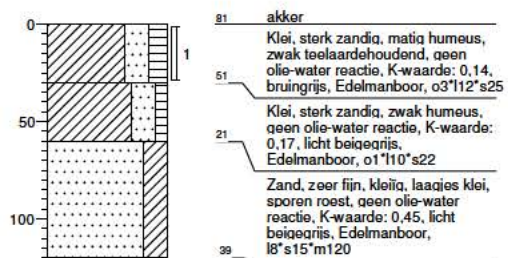 0
50
100
1
81 akker
Klei, sterk zandig, matig humeus,
zwak teelaardehoudend, geen
olie-water reactie, K-waarde: 0,14,
bruingrijs, Edelmanboor, o3*l12*s25
51
Klei, sterk zandig, zwak humeus,
geen olie-water reactie, K-waarde:
0,17, licht beigegrijs,
Edelmanboor, o1*l10*s22
21
Zand, zeer fijn, kleiïg, laagjes klei,
sporen roest, geen olie-water
reactie, K-waarde: 0,45, licht
beigegrijs, Edelmanboor,
l8*s15*m120
39